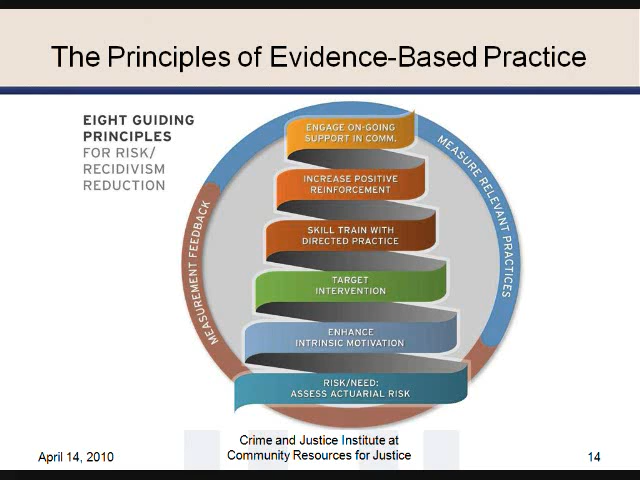 The Principles of Evidence-Based Practice
EIGHT GUIDING
PRINCIPLES
FOR RISK/
RECIDIVISM
REDUCTION
ENGAGE ON-GOING
SUPPORT IN COMM.
INCREASE POSITIVE
REINFORCEMENT
SKILL TRAIN WITH
DIRECTED PRACTICE
TARGET
INTERVENTION
ENHANCE
INTRINSIC MOTIVATION
RISK/NEED:
ASSESS ACTUARIAL RISK
MEASUREMENT FEEDBACK
MEASURE RELEVANT PRACTICES
April 14, 2010
Crime and Justice Institute at
Community Resources for Justice
14